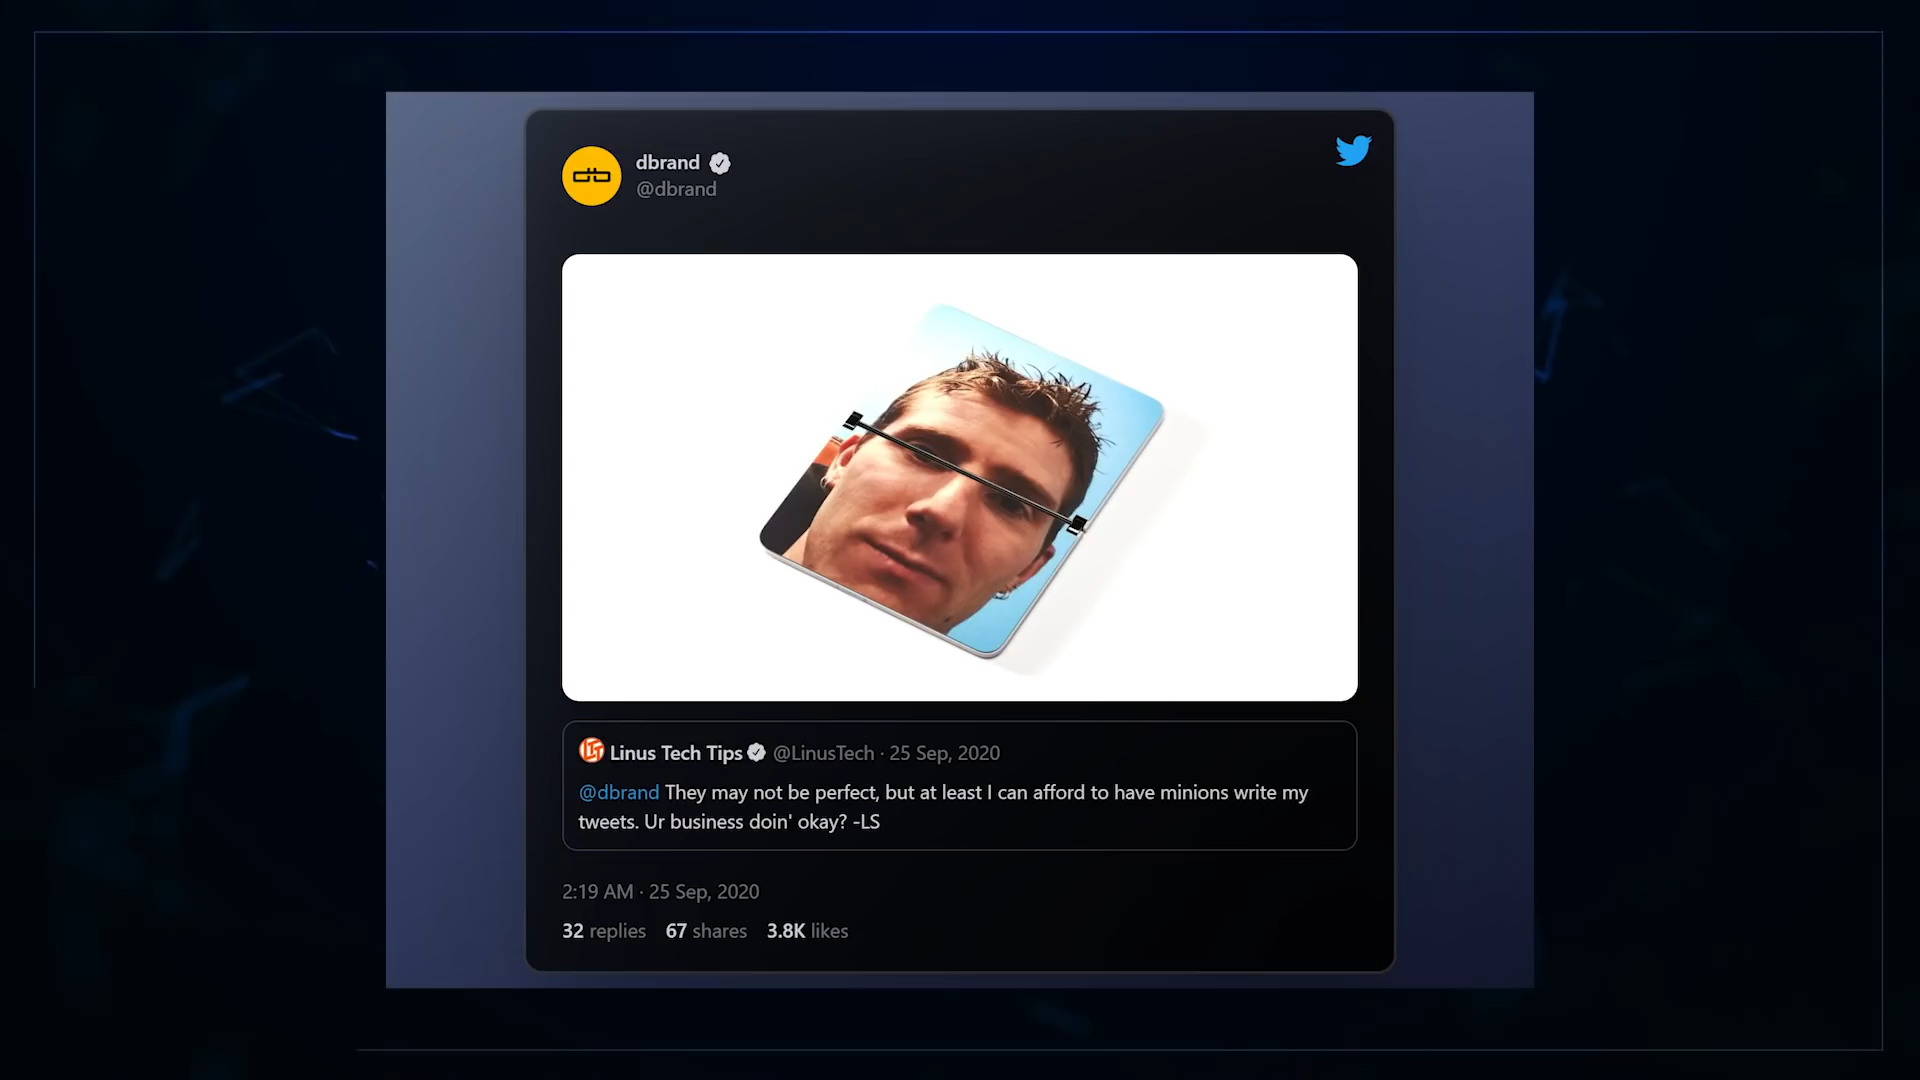 dbrand
@dbrand
Linus Tech Tips @LinusTech · 25 Sep, 2020
@dbrand They may not be perfect, but at least I can afford to have minions write my
tweets. Ur business doin' okay? -LS
2:19 AM · 25 Sep, 2020
32 replies 67 shares 3.8K likes